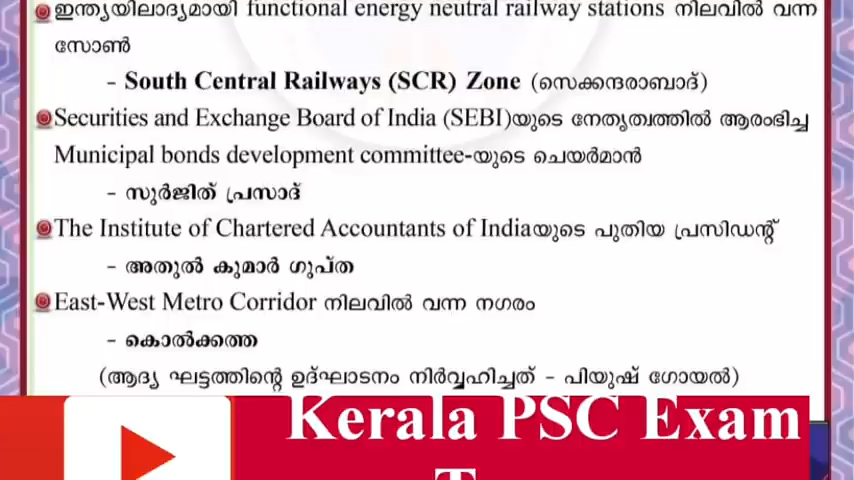 ഇന്ത്യയിലാദ്യമായി functional energy neutral railway stations നിലവിൽ വന്ന
സോൺ
- South Central Railways (SCR) Zone (സെക്കന്ദരാബാദ്)
Securities and Exchange Board of India (SEBI)യുടെ നേതൃത്വത്തിൽ ആരംഭിച്ച
Municipal bonds development committee-യുടെ ചെയർമാൻ
- സുർജിത് പ്രസാദ്
The Institute of Chartered Accountants of Indiaയുടെ പുതിയ പ്രസിഡന്റ്
- അതുൽ കുമാർ ഗുപ്ത
East-West Metro Corridor നിലവിൽ വന്ന നഗരം
- കൊൽക്കത്ത
(ആദ്യ ഘട്ടത്തിന്റെ ഉദ്ഘാടനം നിർവ്വഹിച്ചത് - പിയുഷ് ഗോയൽ)
Kerala PSC Exam